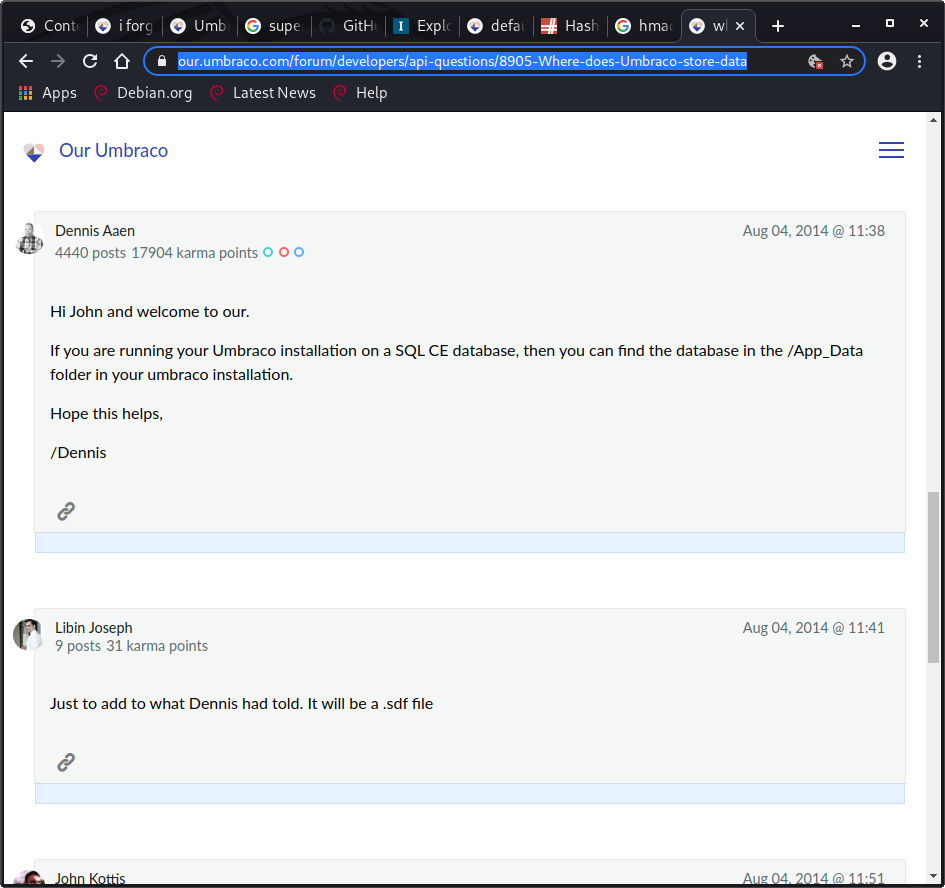 Conte
i forg
Umbr
supe
GitHu
Explo
defau
Hash
hmac
wh
our.umbraco.com/forum/developers/api-questions/8905-Where-does-Umbraco-store-data
Apps Debian.org Latest News Help
Our Umbraco
Dennis Aaen Aug 04, 2014 @ 11:38
4440 posts 17904 karma points
Hi John and welcome to our.
If you are running your Umbraco installation on a SQL CE database, then you can find the database in the /App_Data
folder in your umbraco installation.
Hope this helps,
/Dennis
Libin Joseph Aug 04, 2014 @ 11:41
9 posts 31 karma points
Just to add to what Dennis had told. It will be a .sdf file
John Kottis Aug 04, 2014 @ 11:51